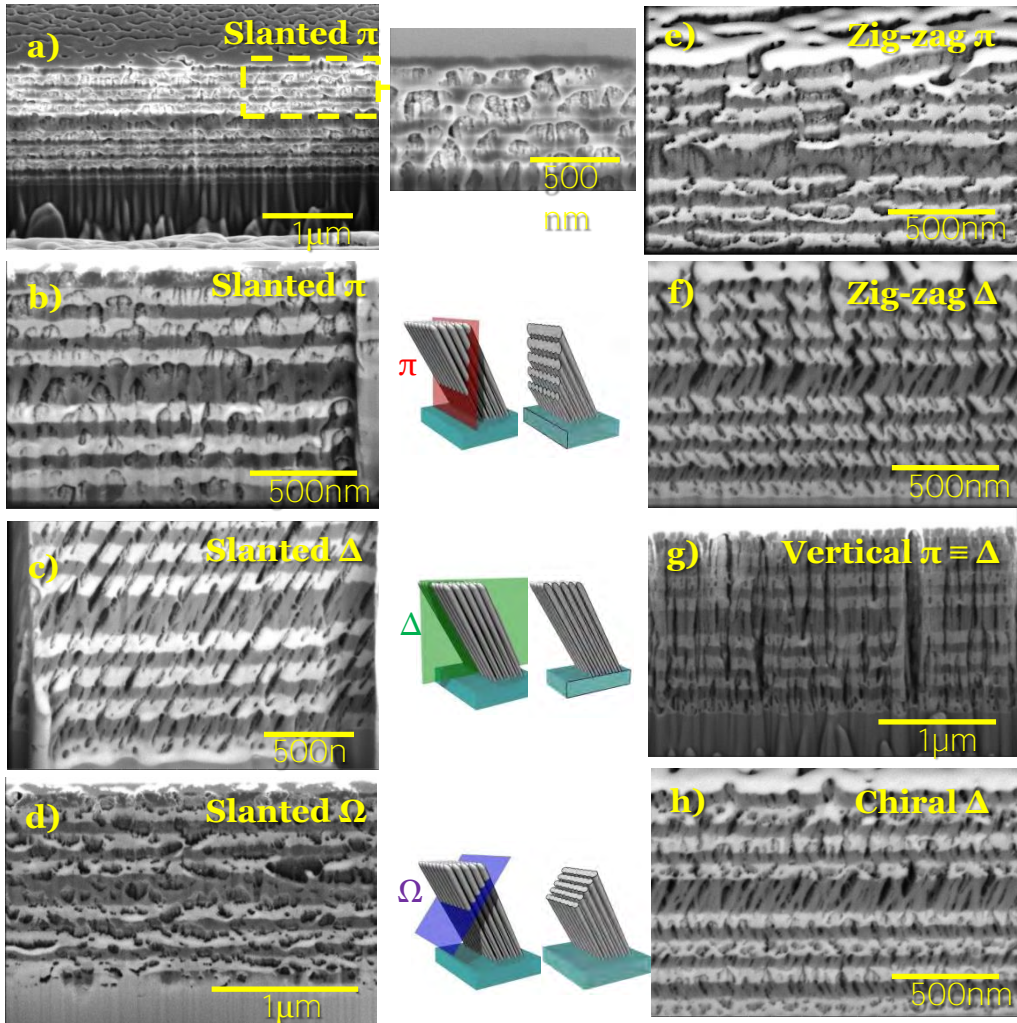 a)
Slanted π
1μm
500
nm
e)
Zig-zag π
500nm
b)
Slanted π
500nm
π
f)
Zig-zag Δ
500nm
c)
Slanted Δ
500n
Δ
g)
Vertical π ≡ Δ
1μm
d)
Slanted Ω
1μm
Ω
h)
Chiral Δ
500nm